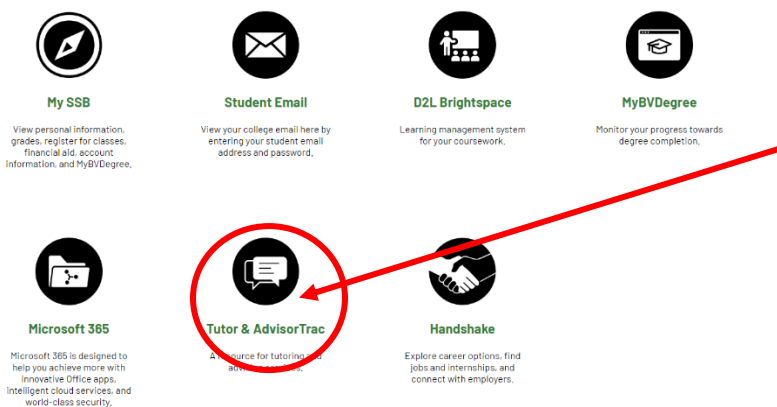 My SSB
View personal information,
grades, register for classes,
financial aid, account
information, and MyBVDegree.
Student Email
View your college email here by
entering your student email
address and password.
D2L Brightspace
Learning management system
for your coursework.
MyBVDegree
Monitor your progress towards
degree completion.
Microsoft 365
Microsoft 365 is designed to
help you achieve more with
innovative Office apps,
intelligent cloud services, and
world-class security.
Tutor & AdvisorTrac
A resource for tutoring and
Handshake
Explore career options, find
jobs and internships, and
connect with employers.